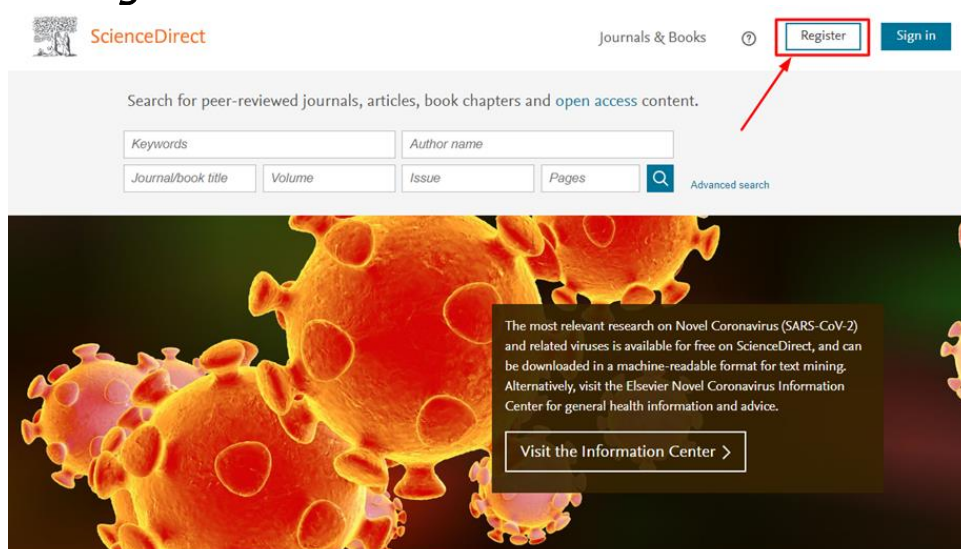 ScienceDirect
Journals & Books
?
Register
Sign in
Search for peer-reviewed journals, articles, book chapters and open access content.
Keywords
Author name
Journal/book title
Volume
Issue
Pages
Advanced search
The most relevant research on Novel Coronavirus (SARS-CoV-2)
and related viruses is available for free on ScienceDirect, and can
be downloaded in a machine-readable format for text mining.
Alternatively, visit the Elsevier Novel Coronavirus Information
Center for general health information and advice.
Visit the Information Center >